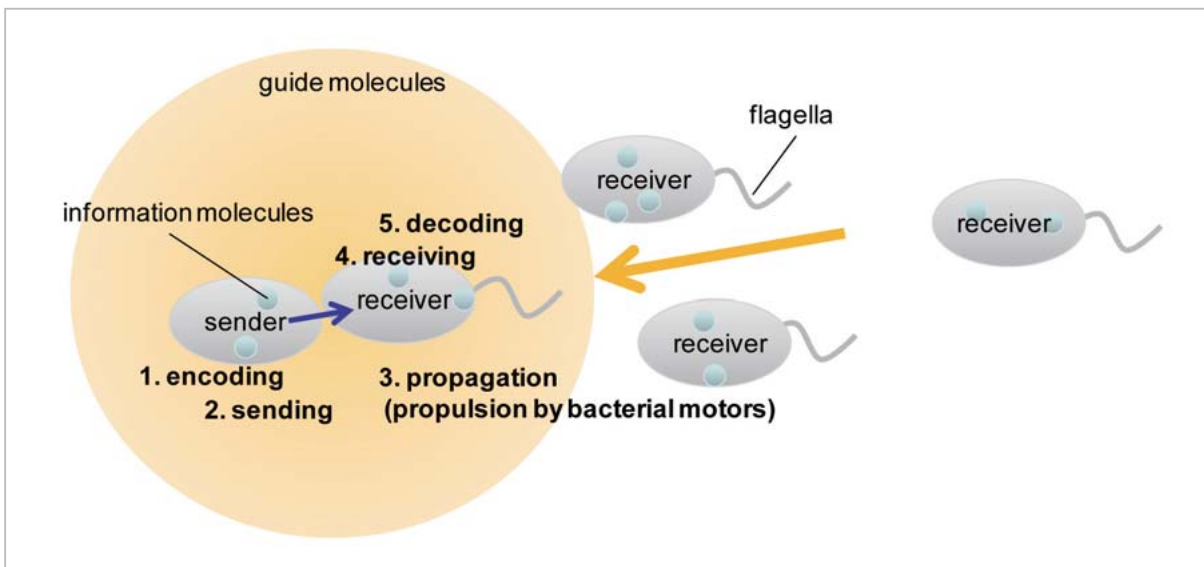 guide molecules
flagella
receiver
receiver
information molecules
5. decoding
4. receiving
receiver
sender
receiver
1. encoding
2. sending
3. propagation
(propulsion by bacterial motors)